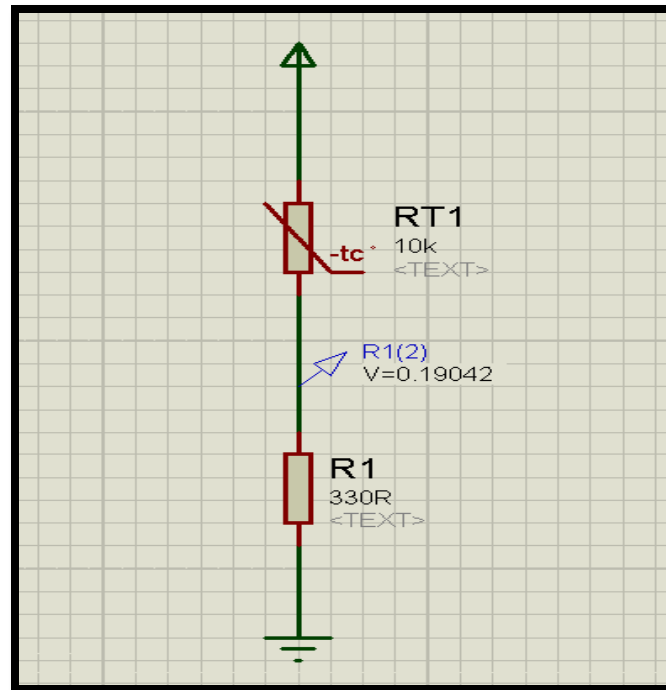 RT1
-tc °
10k
<TEXT>
R1(2)
V=0.19042
R1
330R
<TEXT>